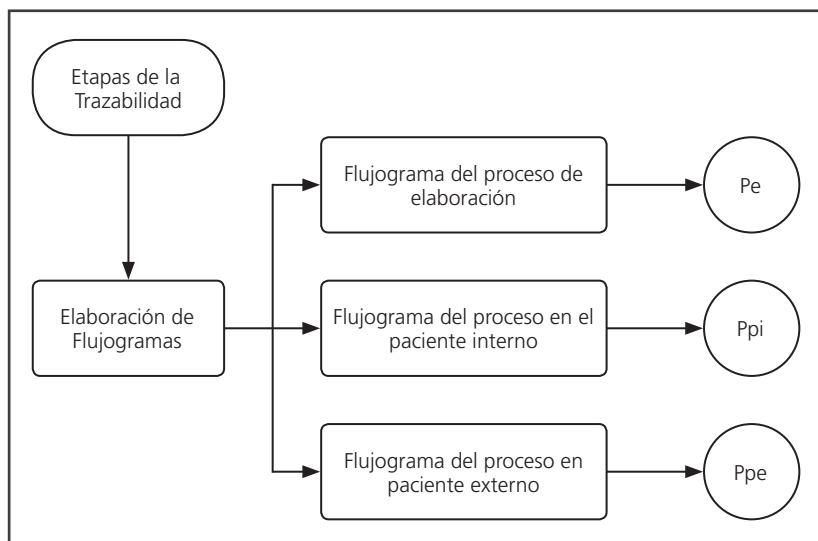 Etapas de la
Trazabilidad
Flujograma del proceso de
elaboración
Pe
Elaboración de
Flujogramas
Flujograma del proceso en el
paciente interno
Ppi
Flujograma del proceso en
paciente externo
Ppe